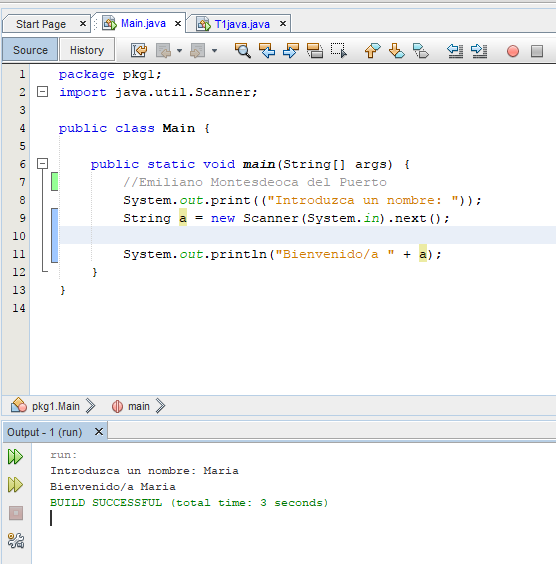 Start Page Main.java T1java.java
Source History
1 package pkg1;
2 import java.util.Scanner;
3
4 public class Main {
5
6 public static void main(String[] args) {
7 //Emiliano Montesdeoca del Puerto
8 System.out.print(("Introduzca un nombre: "));
9 String a = new Scanner(System.in).next();
10
11 System.out.println("Bienvenido/a " + a);
12 }
13 }
14
pkg1.Main main
Output - 1 (run)
run:
Introduzca un nombre: Maria
Bienvenido/a Maria
BUILD SUCCESSFUL (total time: 3 seconds)